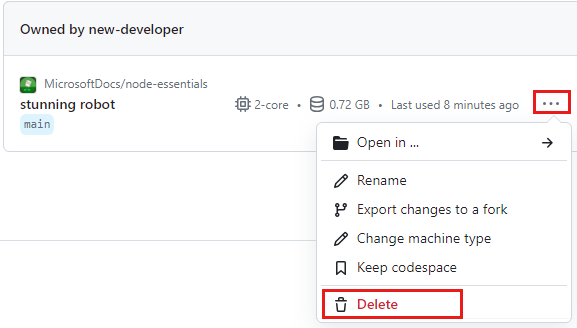 Owned by new-developer
MicrosoftDocs/node-essentials
stunning robot
2-core • 0.72 GB • Last used 8 minutes ago
main
Open in ...
Rename
Export changes to a fork
Change machine type
Keep codespace
Delete